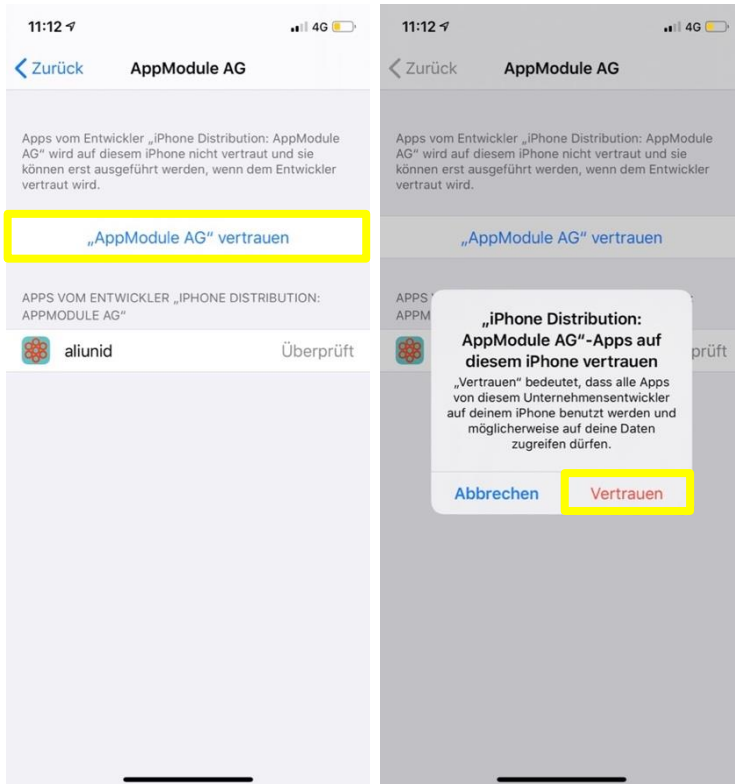 11:12
4G
Zurück
AppModule AG
Apps vom Entwickler „iPhone Distribution: AppModule
AG“ wird auf diesem iPhone nicht vertraut und sie
können erst ausgeführt werden, wenn dem Entwickler
vertraut wird.
„AppModule AG“ vertrauen
APPS VOM ENTWICKLER „IPHONE DISTRIBUTION:
APPMODULE AG“
aliunid
Überprüft
11:12
4G
Zurück
AppModule AG
Apps vom Entwickler „iPhone Distribution: AppModule
AG“ wird auf diesem iPhone nicht vertraut und sie
können erst ausgeführt werden, wenn dem Entwickler
vertraut wird.
„AppModule AG“ vertrauen
APPS
APPM
prüft
„iPhone Distribution:
AppModule AG“-Apps auf
diesem iPhone vertrauen
„Vertrauen“ bedeutet, dass alle Apps
von diesem Unternehmensentwickler
auf deinem iPhone benutzt werden und
möglicherweise auf deine Daten
zugreifen dürfen.
Abbrechen
Vertrauen